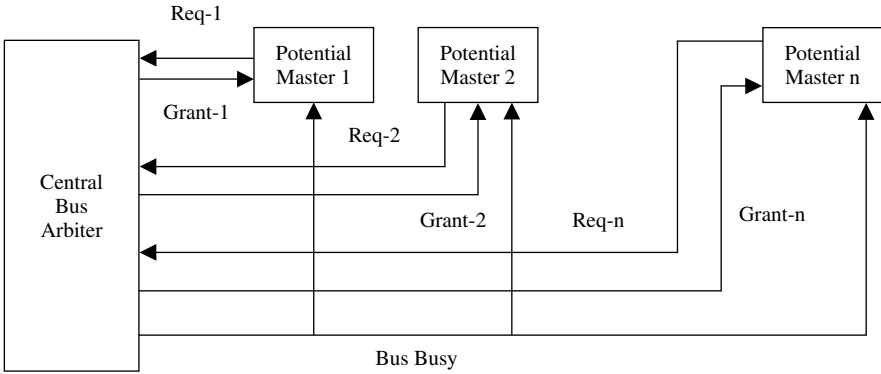 Req-1
Potential
Master 1
Potential
Master 2
Potential
Master n
Grant-1
Req-2
Central
Bus
Arbiter
Grant-2
Req-n
Grant-n
Bus Busy